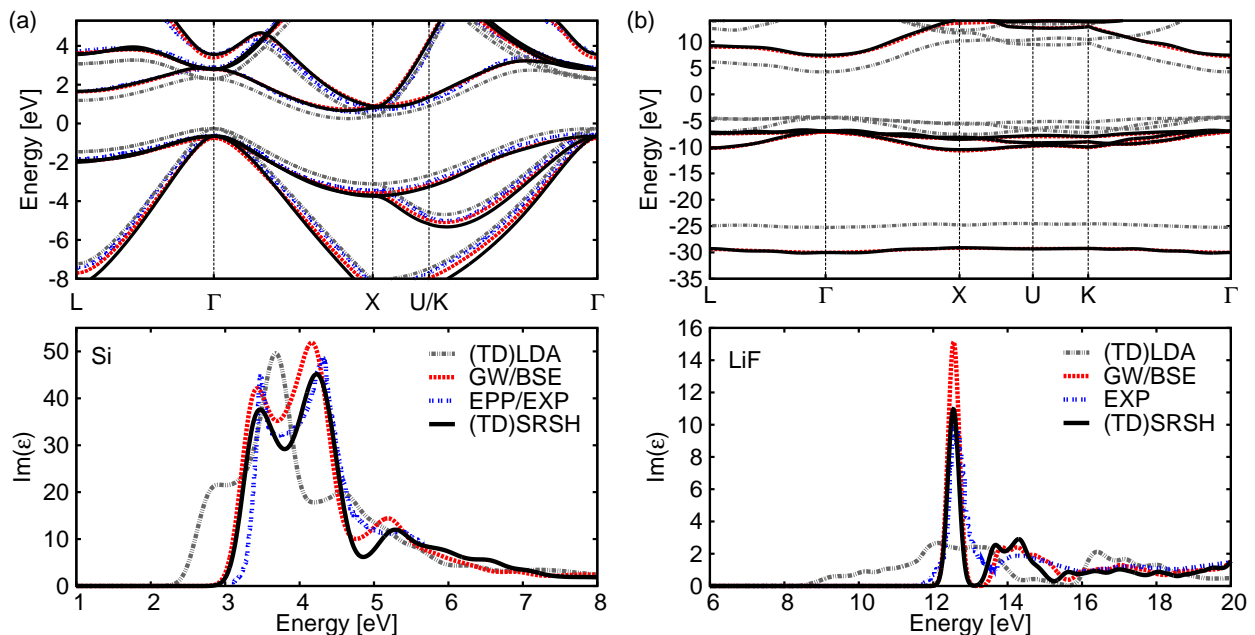 (a)
Energy [eV]
4
2
0
-2
-4
-6
-8
L Γ X U/K Γ
(b)
Energy [eV]
10
5
0
-5
-10
-15
-20
-25
-30
-35
L Γ X U K Γ
Si
(TD)LDA
GW/BSE
EPP/EXP
(TD)SRSH
Im(ε)
50
40
30
20
10
0
1 2 3 4 5 6 7 8
Energy [eV]
LiF
(TD)LDA
GW/BSE
EXP
(TD)SRSH
Im(ε)
16
14
12
10
8
6
4
2
0
6 8 10 12 14 16 18 20
Energy [eV]